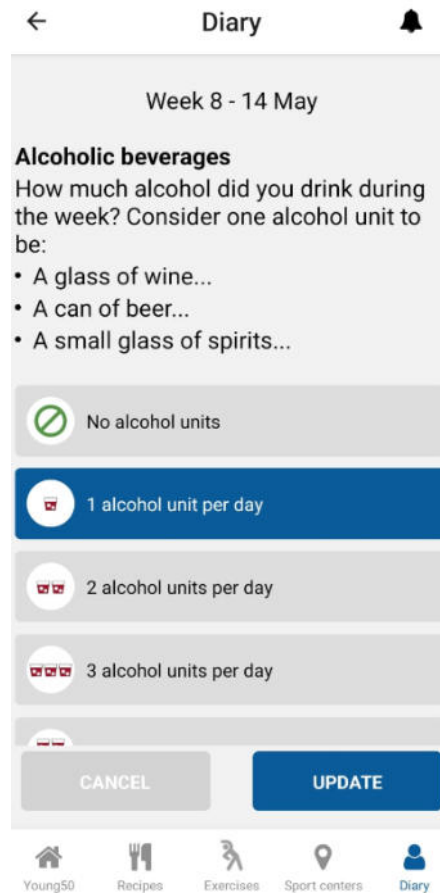 Diary
Week 8 - 14 May
Alcoholic beverages
How much alcohol did you drink during
the week? Consider one alcohol unit to
be:
• A glass of wine...
• A can of beer...
• A small glass of spirits...
No alcohol units
1 alcohol unit per day
2 alcohol units per day
3 alcohol units per day
CANCEL
UPDATE
Young50
Recipes
Exercises
Sport centers
Diary